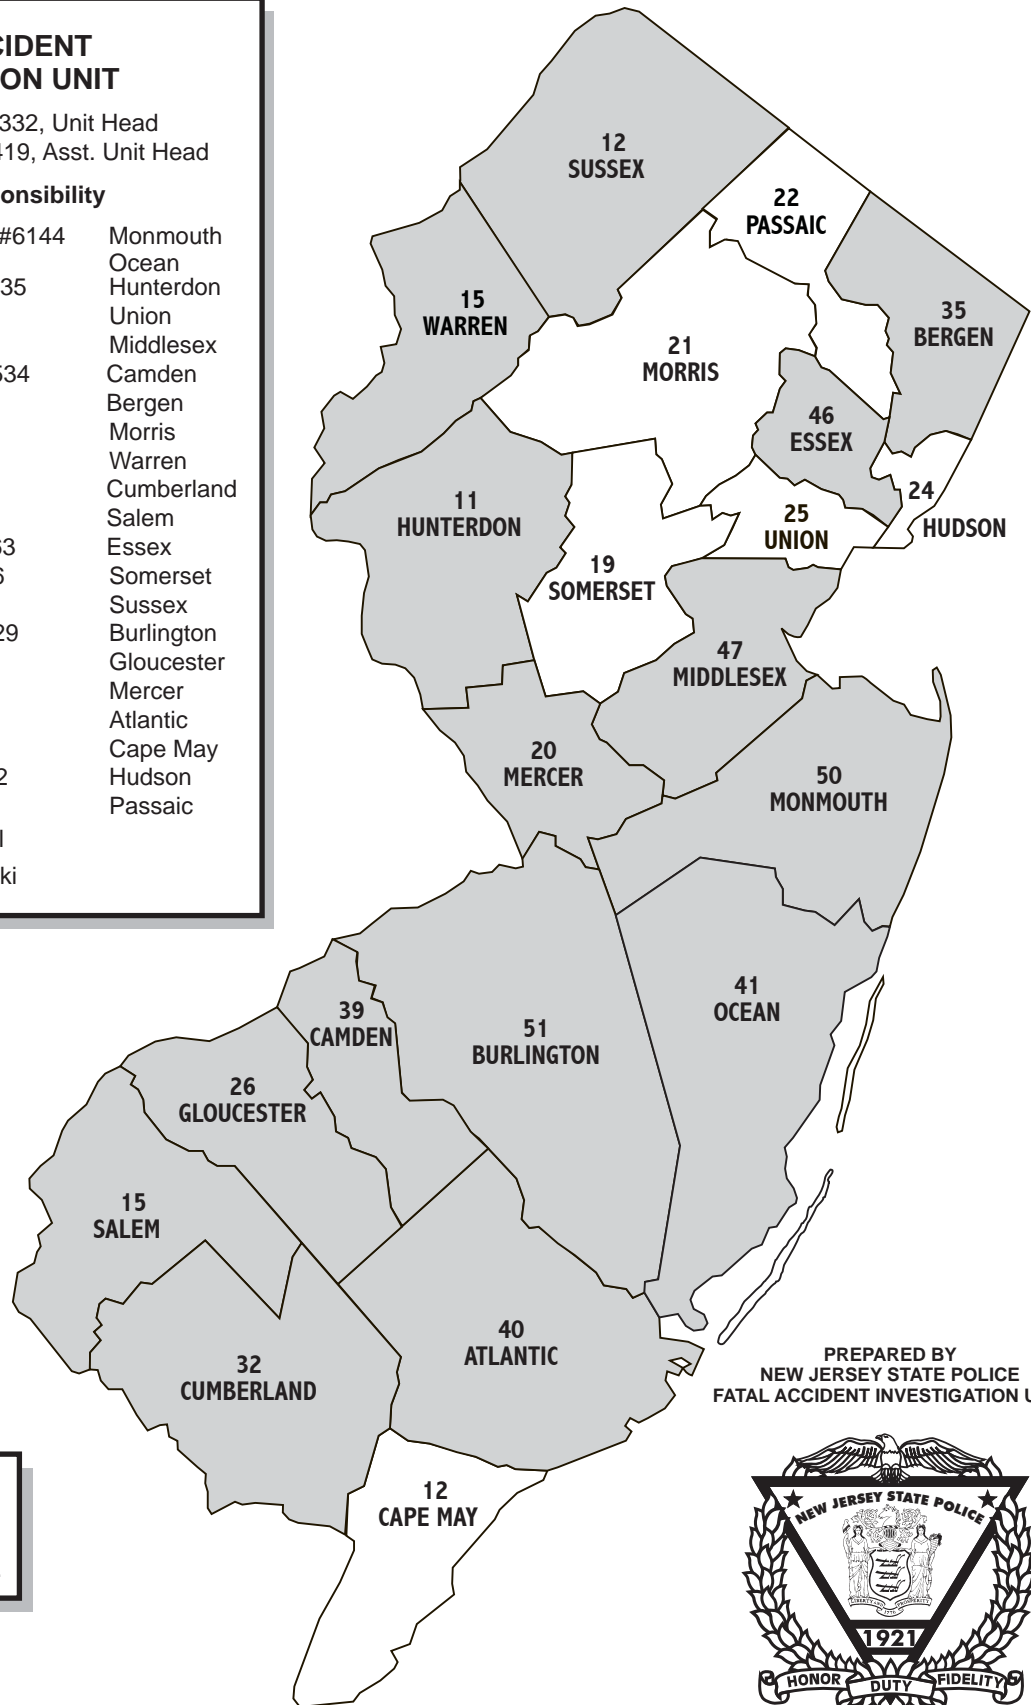 CIDENT
ON UNIT
332, Unit Head
419, Asst. Unit Head
onsibility
#6144 Monmouth
Ocean
35 Hunterdon
Union
Middlesex
534 Camden
Bergen
Morris
Warren
Cumberland
Salem
63 Essex
6 Somerset
Sussex
29 Burlington
Gloucester
Mercer
Atlantic
Cape May
2 Hudson
Passaic
ki
12
SUSSEX
22
PASSAIC
15
WARREN
35
BERGEN
21
MORRIS
46
ESSEX
11
HUNTERDON
24
HUDSON
25
UNION
19
SOMERSET
47
MIDDLESEX
20
MERCER
50
MONMOUTH
41
OCEAN
39
CAMDEN
51
BURLINGTON
26
GLOUCESTER
15
SALEM
40
ATLANTIC
32
CUMBERLAND
12
CAPE MAY
PREPARED BY
NEW JERSEY STATE POLICE
FATAL ACCIDENT INVESTIGATION U
NEW JERSEY STATE POLICE
LIBERTY AND PROSPERITY
1776
1921
HONOR DUTY FIDELITY